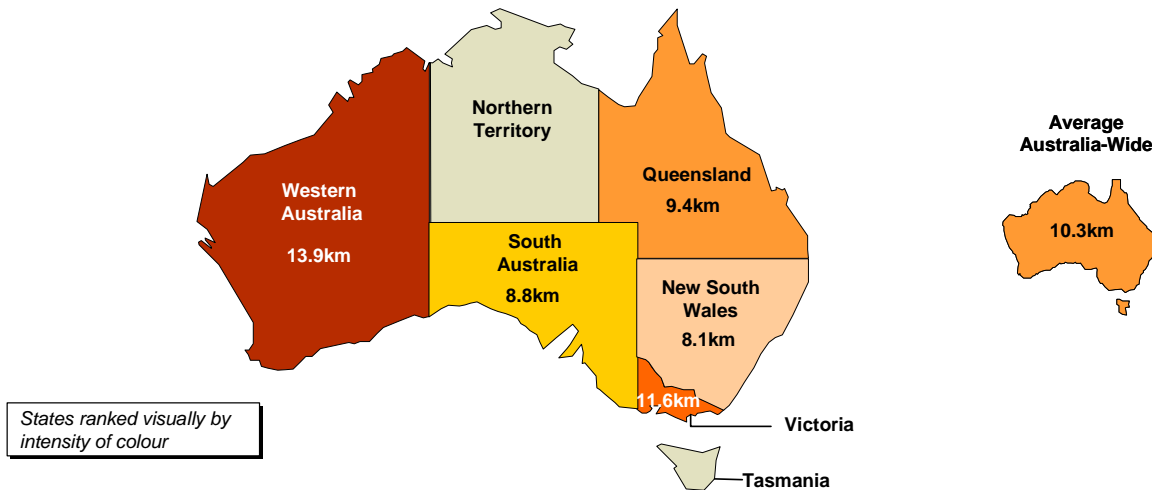 Northern
Territory
Average
Australia-Wide
Queensland
9.4km
Western
Australia
13.9km
10.3km
South
Australia
8.8km
New South
Wales
8.1km
11.6km
States ranked visually by
intensity of colour
Victoria
Tasmania